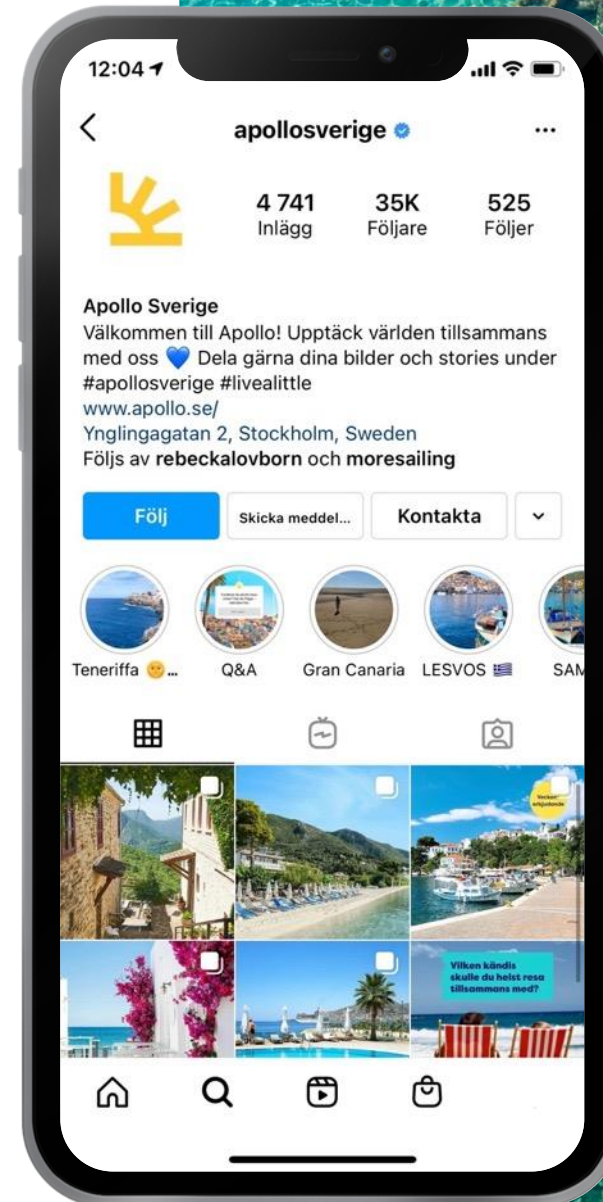 12:04
apollosverige
4 741
Inlägg
35K
Följare
525
Följer
Apollo Sverige
Välkommen till Apollo! Upptäck världen tillsammans
med oss 💙 Dela gärna dina bilder och stories under
#apollosverige #livealittle
www.apollo.se/
Ynglingagatan 2, Stockholm, Sweden
Följs av rebeckalovborn och moresailing
Följ
Skicka meddel...
Kontakta
Teneriffa 🌞...
Q&A
Gran Canaria
LESVOS 🇬🇷
SAM
Veckans
erbjudande
Vilken kändis
skulle du helst resa
tillsammans med?